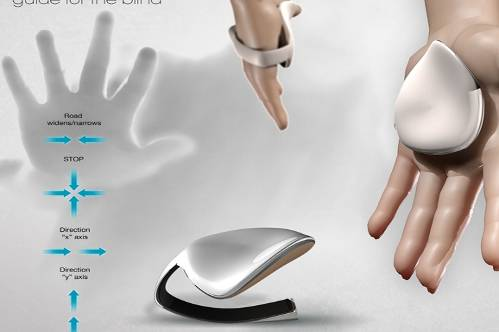 guide for the blind
Road
widens/narrows
STOP
Direction
"x" axis
Direction
"y" axis